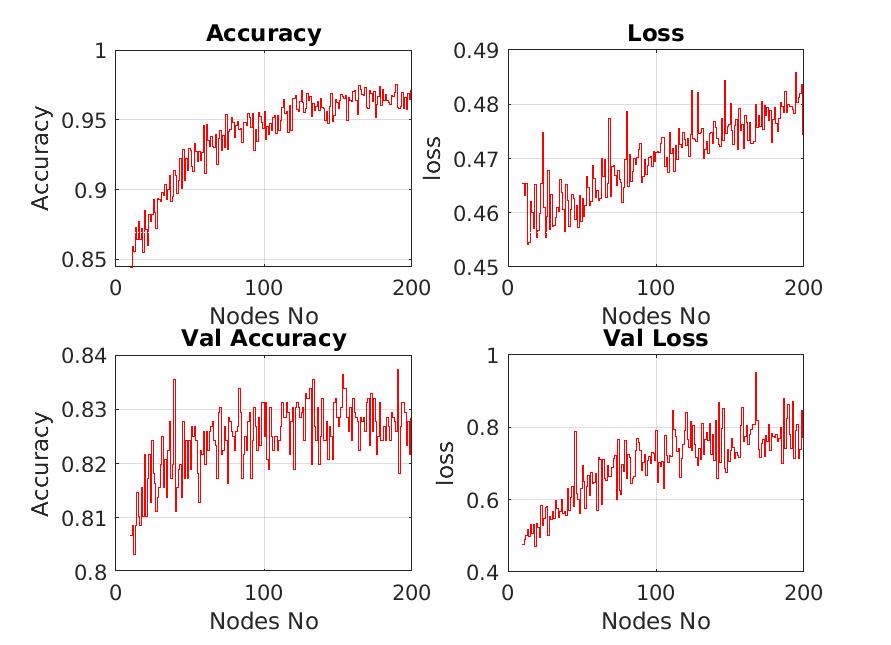 Accuracy
Accuracy
1
0.95
0.9
0.85
0
100
200
Nodes No
Loss
loss
0.49
0.48
0.47
0.46
0.45
0
100
200
Nodes No
Val Accuracy
Accuracy
0.84
0.83
0.82
0.81
0.8
0
100
200
Nodes No
Val Loss
loss
1
0.8
0.6
0.4
0
100
200
Nodes No